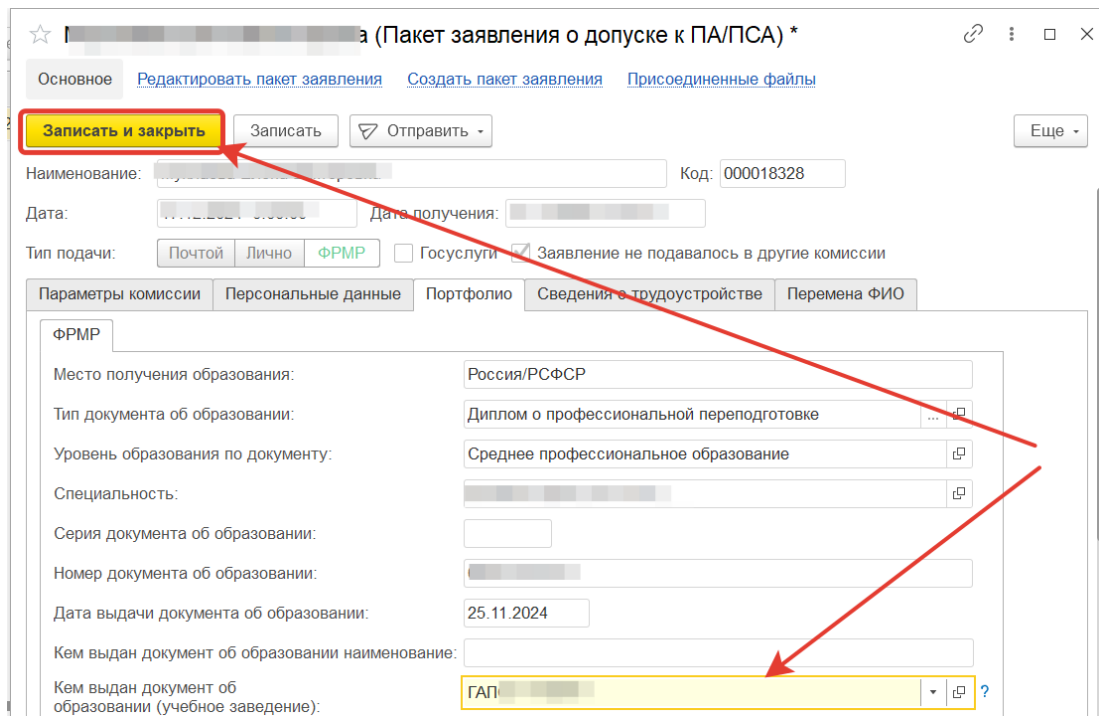 (Пакет заявления о допуске к ПА/ПСА) *
Основное Редактировать пакет заявления Создать пакет заявления Присоединенные файлы
Записать и закрыть Записать Отправить Еще
Наименование: Код: 000018328
Дата: Дата получения:
Тип подачи: Почтой Лично ФРМР Госуслуги Заявление не подавалось в другие комиссии
Параметры комиссии Персональные данные Портфолио Сведения о трудоустройстве Перемена ФИО
ФРМР
Место получения образования: Россия/РСФСР
Тип документа об образовании: Диплом о профессиональной переподготовке ...
Уровень образования по документу: Среднее профессиональное образование
Специальность:
Серия документа об образовании:
Номер документа об образовании:
Дата выдачи документа об образовании: 25.11.2024
Кем выдан документ об образовании наименование:
Кем выдан документ об
образовании (учебное заведение): ?